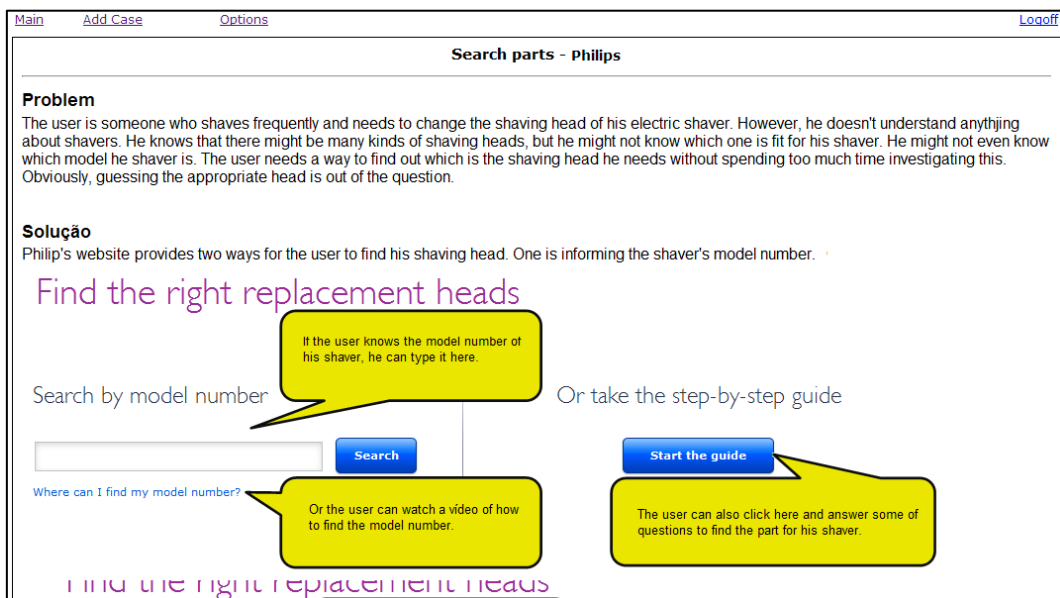 Main Add Case Options Logoff
Search parts - Philips
Problem
The user is someone who shaves frequently and needs to change the shaving head of his electric shaver. However, he doesn't understand anythjing
about shavers. He knows that there might be many kinds of shaving heads, but he might not know which one is fit for his shaver. He might not even know
which model he shaver is. The user needs a way to find out which is the shaving head he needs without spending too much time investigating this.
Obviously, guessing the appropriate head is out of the question.
Solução
Philip's website provides two ways for the user to find his shaving head. One is informing the shaver's model number.
Find the right replacement heads
If the user knows the model number of
his shaver, he can type it here.
Search by model number
Or take the step-by-step guide
Search
Start the guide
Where can I find my model number?
Or the user can watch a vídeo of how
to find the model number.
The user can also click here and answer some of
questions to find the part for his shaver.
Find the right replacement heads